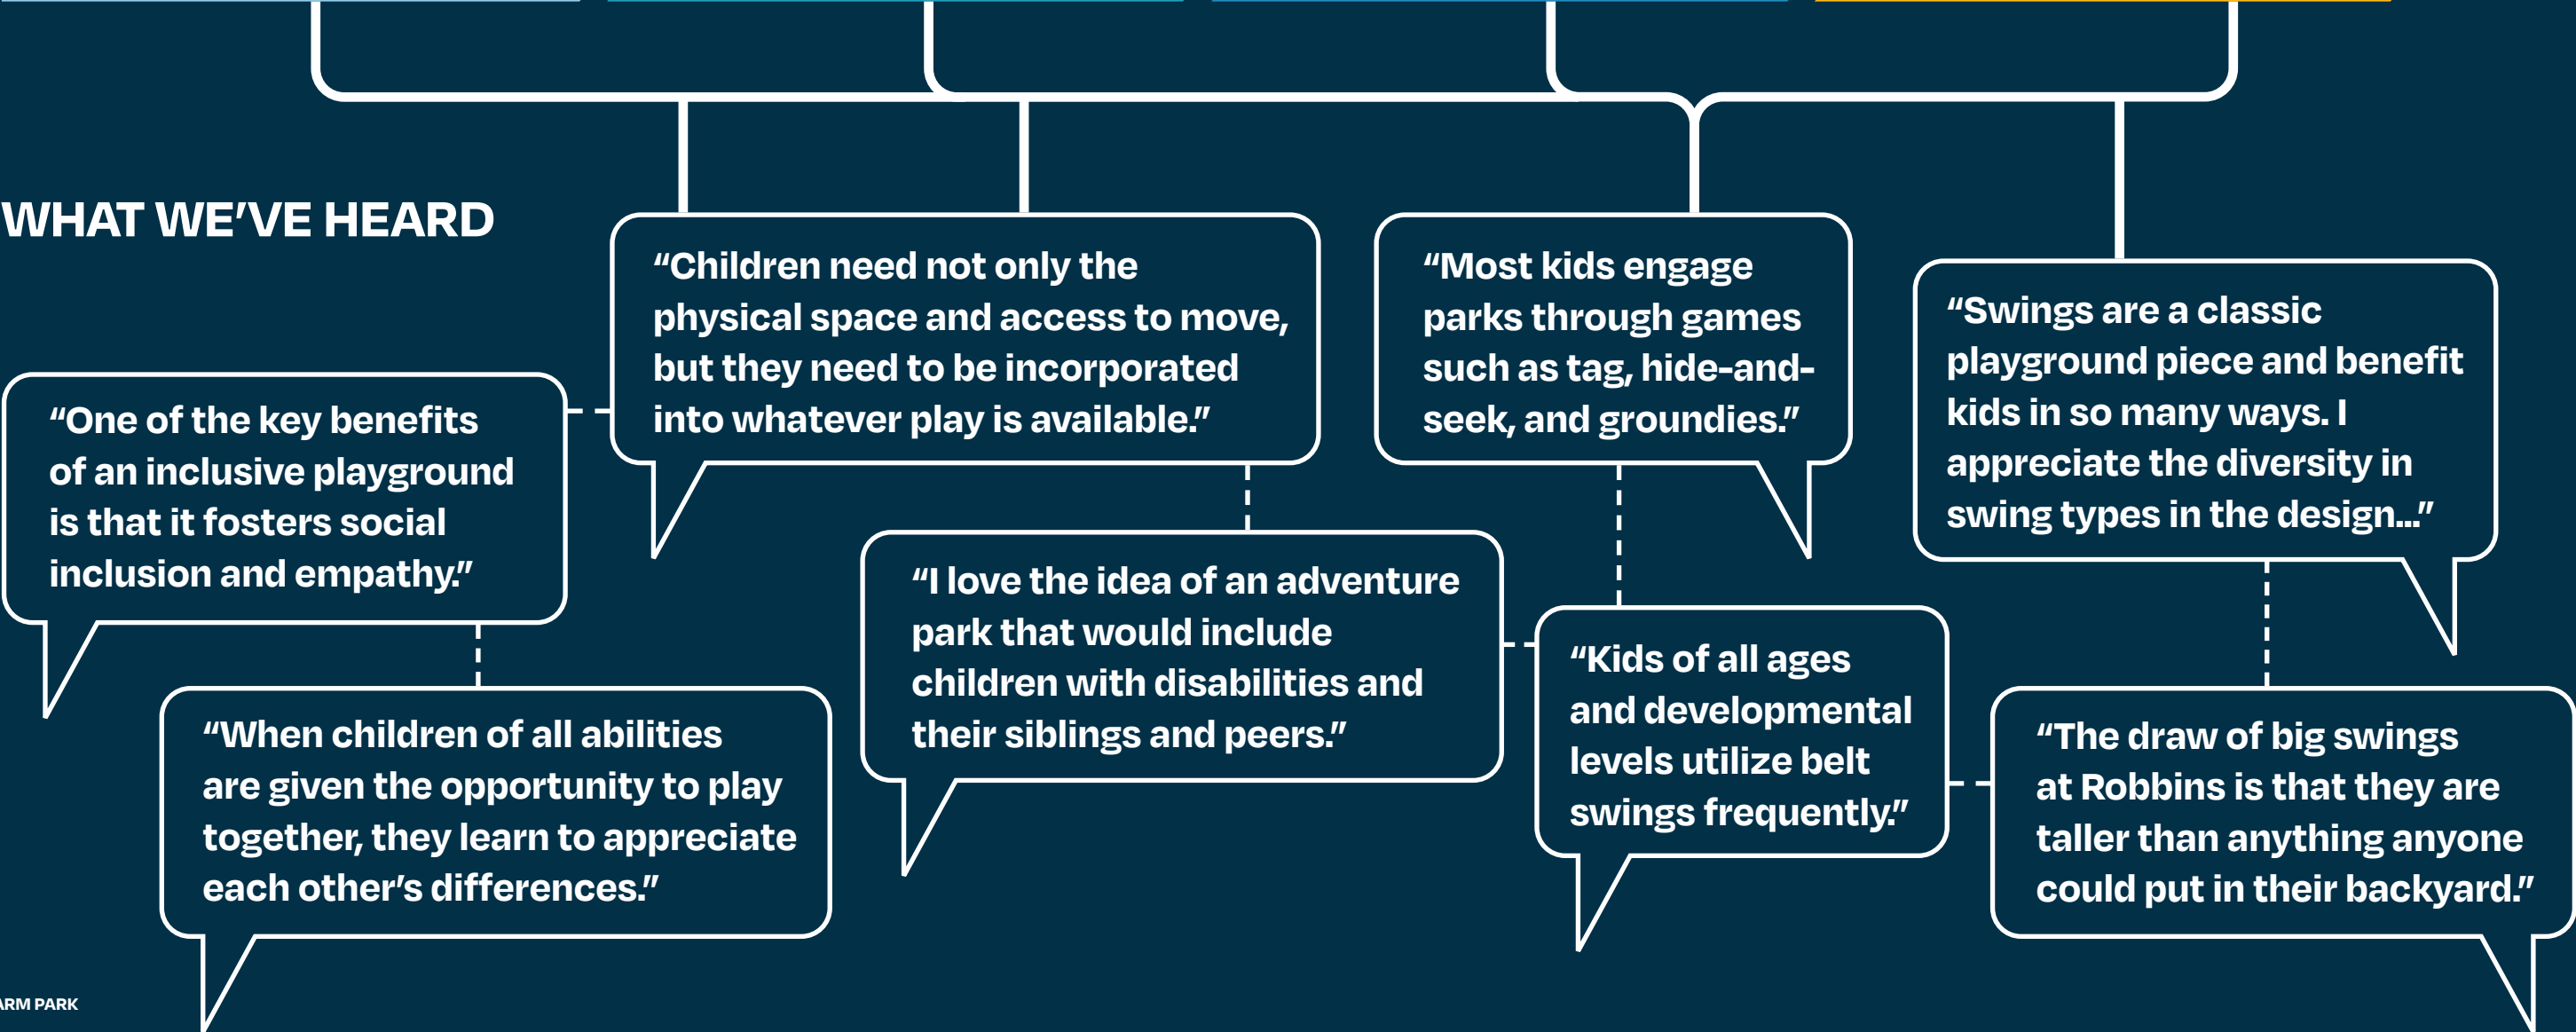 WHAT WE'VE HEARD
“Children need not only the
physical space and access to move,
but they need to be incorporated
into whatever play is available.”
“Most kids engage
parks through games
such as tag, hide-and-
seek, and groundies.”
“Swings are a classic
playground piece and benefit
kids in so many ways. I
appreciate the diversity in
swing types in the design...”
“One of the key benefits
of an inclusive playground
is that it fosters social
inclusion and empathy.”
“I love the idea of an adventure
park that would include
children with disabilities and
their siblings and peers.”
“Kids of all ages
and developmental
levels utilize belt
swings frequently.”
“When children of all abilities
are given the opportunity to play
together, they learn to appreciate
each other’s differences.”
“The draw of big swings
at Robbins is that they are
taller than anything anyone
could put in their backyard.”
ARM PARK